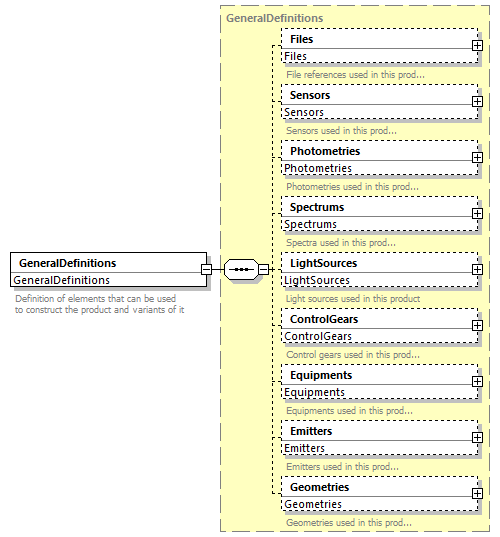 GeneralDefinitions
Files
Files
File references used in this prod...
Sensors
Sensors
Sensors used in this prod...
Photometries
Photometries
Photometries used in this prod...
Spectrums
Spectrums
Spectra used in this prod...
GeneralDefinitions
GeneralDefinitions
Definition of elements that can be used
to construct the product and variants of it
LightSources
LightSources
Light sources used in this product
ControlGears
ControlGears
Control gears used in this prod...
Equipments
Equipments
Equipments used in this prod...
Emitters
Emitters
Emitters used in this prod...
Geometries
Geometries
Geometries used in this prod...